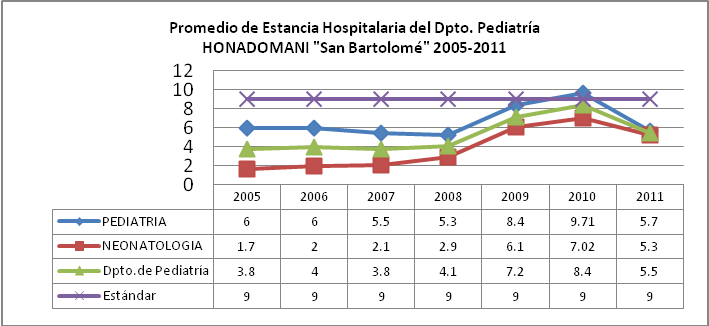 Promedio de Estancia Hospitalaria del Dpto. Pediatría
HONADOMANI "San Bartolomé" 2005-2011
12
10
8
6
4
2
0
2005 2006 2007 2008 2009 2010 2011
PEDIATRIA 6 6 5.5 5.3 8.4 9.71 5.7
NEONATOLOGIA 1.7 2 2.1 2.9 6.1 7.02 5.3
Dpto.de Pediatría 3.8 4 3.8 4.1 7.2 8.4 5.5
Estándar 9 9 9 9 9 9 9